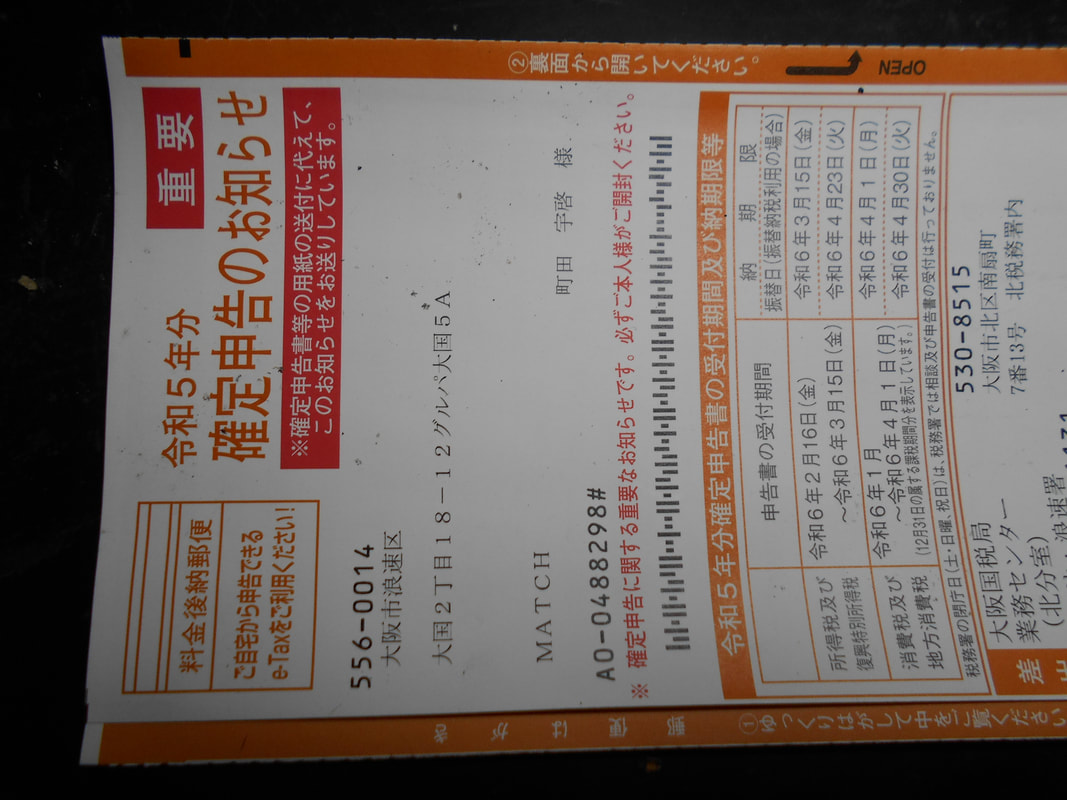 ②裏面から開いてください。
OPEN
重要
令和5年分
確定申告のお知らせ
※確定申告書等の用紙の送付に代えて、
このお知らせをお送りしています。
料金後納郵便
ご自宅から申告できる
e-Taxをご利用ください!
556-0014
大阪市浪速区
大国2丁目18-12グルパ大国5A
MATCH
町田 宇啓 様
A0-04882298#
※ 確定申告に関する重要なお知らせです。必ずご本人様がご開封ください。
令和5年分確定申告書の受付期間及び納期限等
申告書の受付期間
納期限
振替日(振替納税利用の場合)
所得税及び
復興特別所得税
令和6年2月16日(金)
~令和6年3月15日(金)
令和6年3月15日(金)
令和6年4月23日(火)
消費税及び
地方消費税
令和6年1月
~令和6年4月1日(月)
(12月31日の属する課税期間分を表示しています。)
令和6年4月1日(月)
令和6年4月30日(火)
税務署の閉庁日(土・日曜、祝日)は、税務署では相談及び申告書の受付は行っておりません。
差出
大阪国税局
業務センター
(北分室)
浪速署
530-8515
大阪市北区南扇町
7番13号 北税務署内
①ゆっくりはがして中をご覧ください